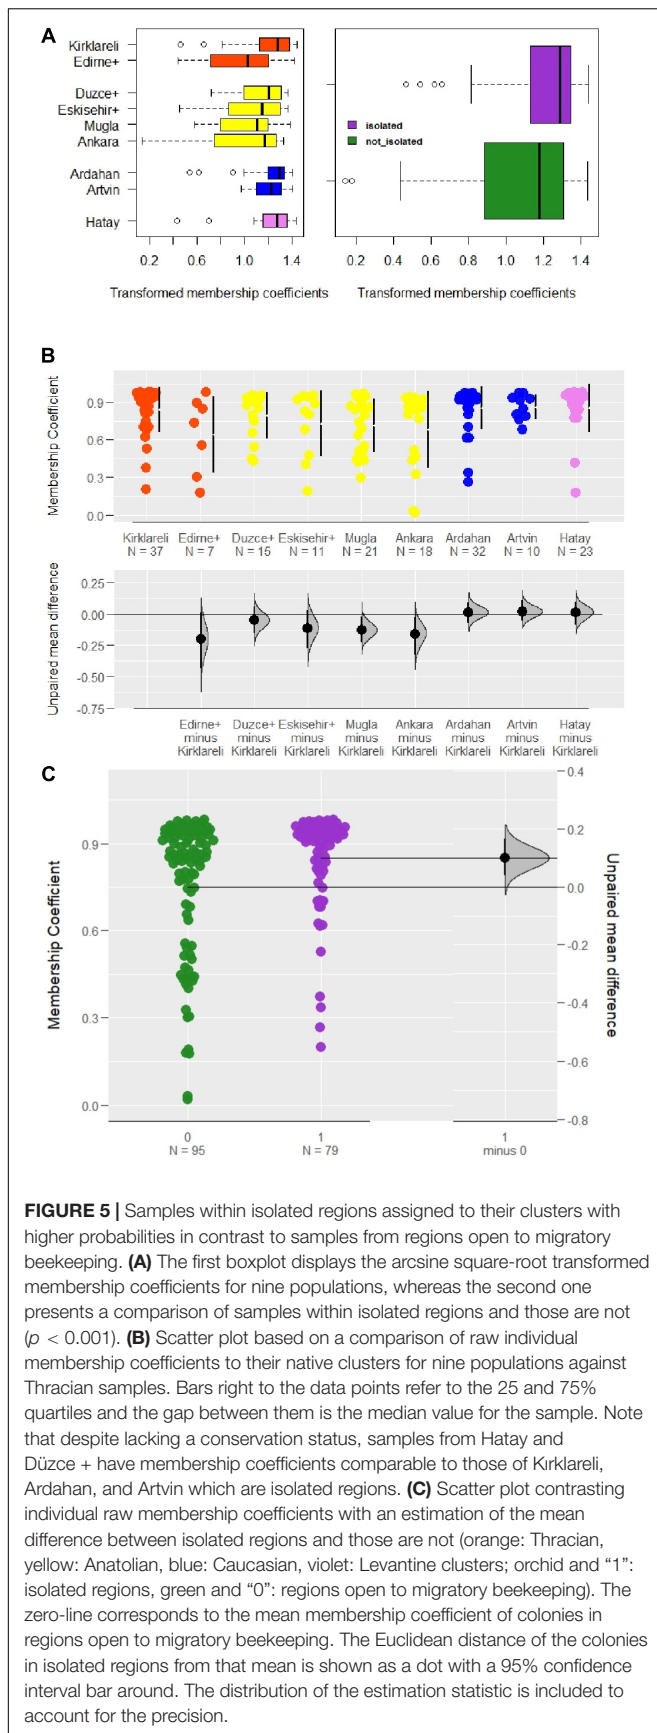 A
Kirklareli
Edirne+
Duzce+
Eskisehir+
Mugla
Ankara
Ardahan
Artvin
Hatay
0.2 0.6 1.0 1.4
Transformed membership coefficients
isolated
not_isolated
0.2 0.4 0.6 0.8 1.0 1.2 1.4
Transformed membership coefficients
B
Membership Coefficient
0.9
0.6
0.3
0.0
Kirklareli Edirne+ Duzce+ Eskisehir+ Mugla Ankara Ardahan Artvin Hatay
N = 37 N = 7 N = 15 N = 11 N = 21 N = 18 N = 32 N = 10 N = 23
Unpaired mean difference
0.25
0.00
-0.25
-0.50
-0.75
Edirne+ Duzce+ Eskisehir+ Mugla Ankara Ardahan Artvin Hatay
minus minus minus minus minus minus minus minus
Kirklareli Kirklareli Kirklareli Kirklareli Kirklareli Kirklareli Kirklareli Kirklareli
C
Membership Coefficient
0.9
0.6
0.3
0.0
0 1
N = 95 N = 79
0.4
0.2
0.0
-0.2
-0.4
-0.6
-0.8
Unpaired mean difference
1
minus 0
FIGURE 5 | Samples within isolated regions assigned to their clusters with
higher probabilities in contrast to samples from regions open to migratory
beekeeping. (A) The first boxplot displays the arcsine square-root transformed
membership coefficients for nine populations, whereas the second one
presents a comparison of samples within isolated regions and those are not
(p < 0.001). (B) Scatter plot based on a comparison of raw individual
membership coefficients to their native clusters for nine populations against
Thracian samples. Bars right to the data points refer to the 25 and 75%
quartiles and the gap between them is the median value for the sample. Note
that despite lacking a conservation status, samples from Hatay and
Düzce + have membership coefficients comparable to those of Kırklareli,
Ardahan, and Artvin which are isolated regions. (C) Scatter plot contrasting
individual raw membership coefficients with an estimation of the mean
difference between isolated regions and those are not (orange: Thracian,
yellow: Anatolian, blue: Caucasian, violet: Levantine clusters; orchid and “1”:
isolated regions, green and “0”: regions open to migratory beekeeping). The
zero-line corresponds to the mean membership coefficient of colonies in
regions open to migratory beekeeping. The Euclidean distance of the colonies
in isolated regions from that mean is shown as a dot with a 95% confidence
interval bar around. The distribution of the estimation statistic is included to
account for the precision.